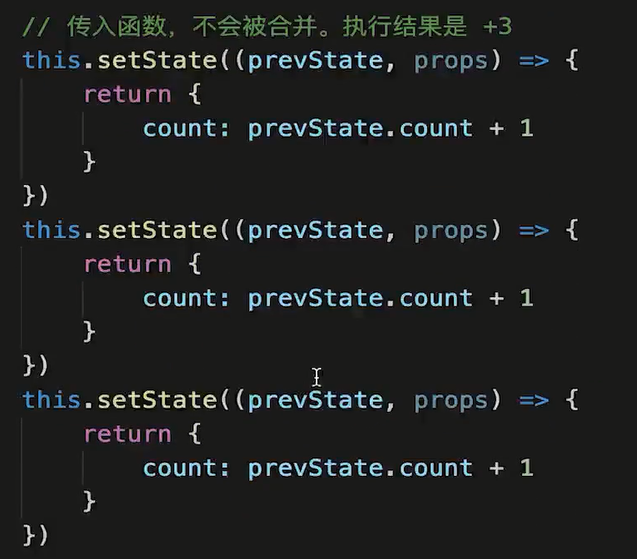 // 传入函数，不会被合并。执行结果是 +3
this.setState((prevState, props) => {
    return {
        count: prevState.count + 1
    }
})
this.setState((prevState, props) => {
    return {
        count: prevState.count + 1
    }
})
this.setState((prevState, props) => {
    return {
        count: prevState.count + 1
    }
})